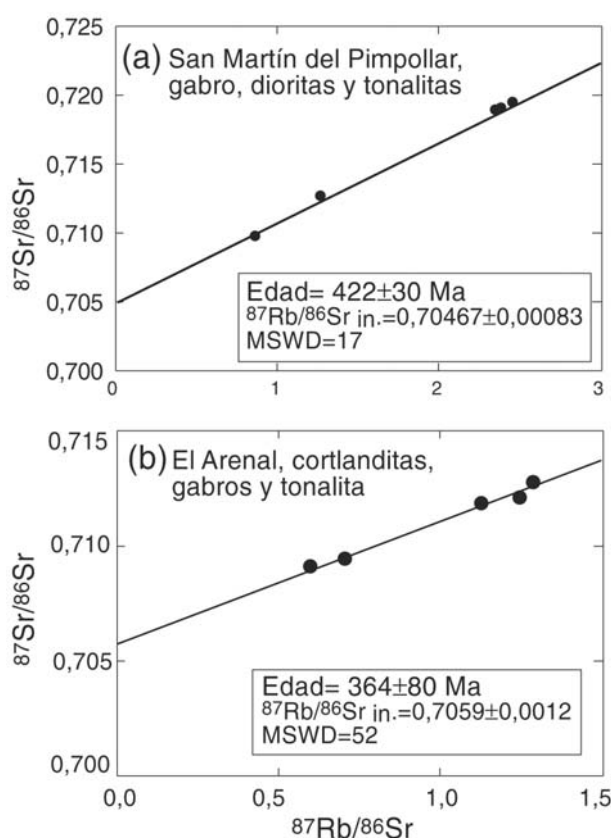 0,725
(a) San Martín del Pimpollar,
gabro, dioritas y tonalitas
0,720
0,715
0,710
0,705
0,700
87Sr/86Sr
Edad= 422±30 Ma
87Rb/86Sr in.=0,70467±0,00083
MSWD=17
0 1 2 3
0,715
(b) El Arenal, cortlanditas,
gabros y tonalita
0,710
0,705
0,700
87Sr/86Sr
Edad= 364±80 Ma
87Rb/86Sr in.=0,7059±0,0012
MSWD=52
0,0 0,5 1,0 1,5
87Rb/86Sr